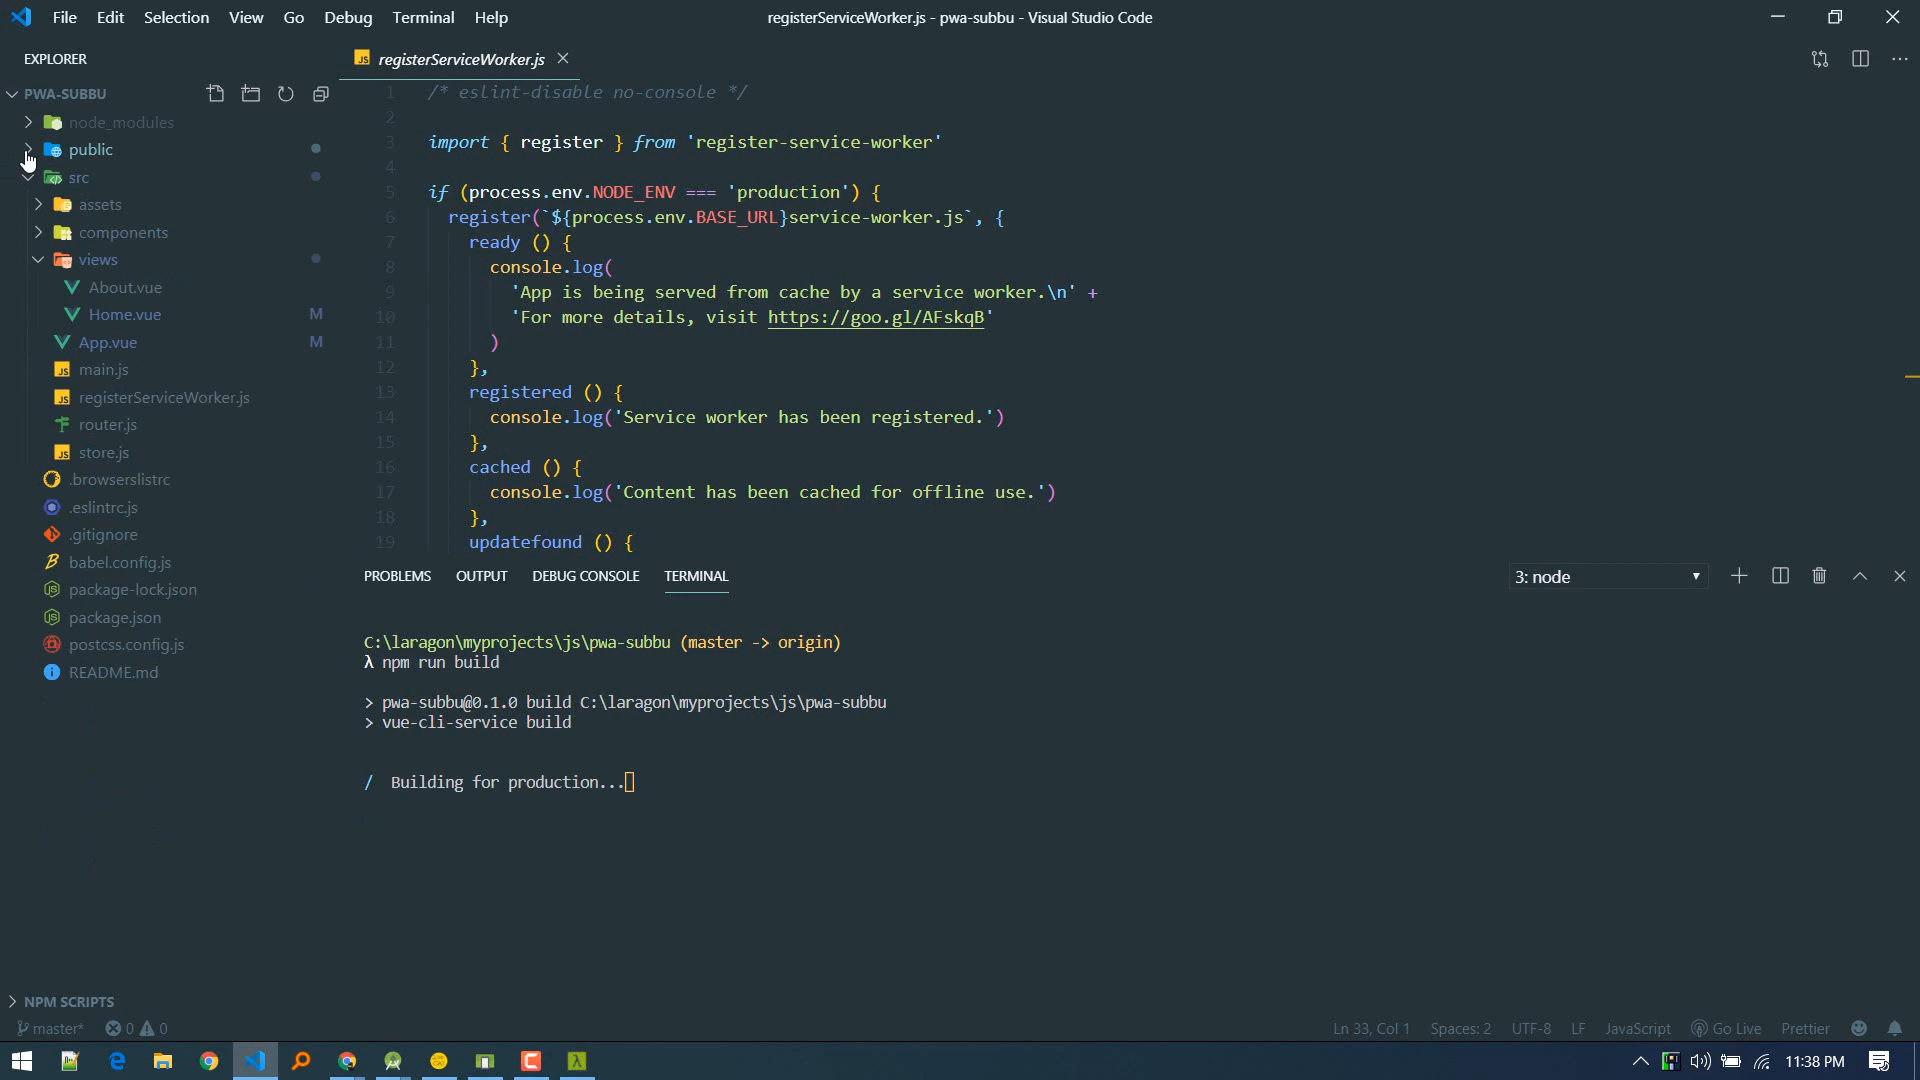 File Edit Selection View Go Debug Terminal Help
registerServiceWorker.js - pwa-subbu - Visual Studio Code
EXPLORER
PWA-SUBBU
node_modules
public
src
assets
components
views
About.vue
Home.vue M
App.vue M
main.js
registerServiceWorker.js
router.js
store.js
.browserslistrc
.eslintrc.js
.gitignore
babel.config.js
package-lock.json
package.json
postcss.config.js
README.md
NPM SCRIPTS
registerServiceWorker.js
1 /* eslint-disable no-console */
2
3 import { register } from 'register-service-worker'
4
5 if (process.env.NODE_ENV === 'production') {
6 register(`${process.env.BASE_URL}service-worker.js`, {
7 ready () {
8 console.log(
9 'App is being served from cache by a service worker.\n' +
10 'For more details, visit https://goo.gl/AFskqB'
11 )
12 },
13 registered () {
14 console.log('Service worker has been registered.')
15 },
16 cached () {
17 console.log('Content has been cached for offline use.')
18 },
19 updatefound () {
PROBLEMS OUTPUT DEBUG CONSOLE TERMINAL
3: node
C:\laragon\myprojects\js\pwa-subbu (master -> origin)
λ npm run build
> pwa-subbu@0.1.0 build C:\laragon\myprojects\js\pwa-subbu
> vue-cli-service build
/ Building for production...
master* 0 0
Ln 33, Col 1 Spaces: 2 UTF-8 LF JavaScript Go Live Prettier
11:38 PM